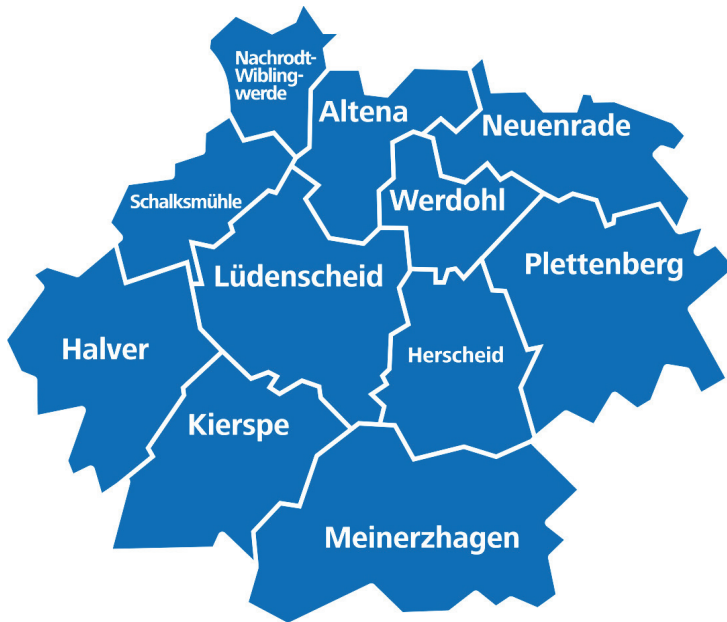 Nachrodt-
Wibling-
werde
Altena
Neuenrade
Schalksmühle
Werdohl
Lüdenscheid
Plettenberg
Halver
Herscheid
Kierspe
Meinerzhagen